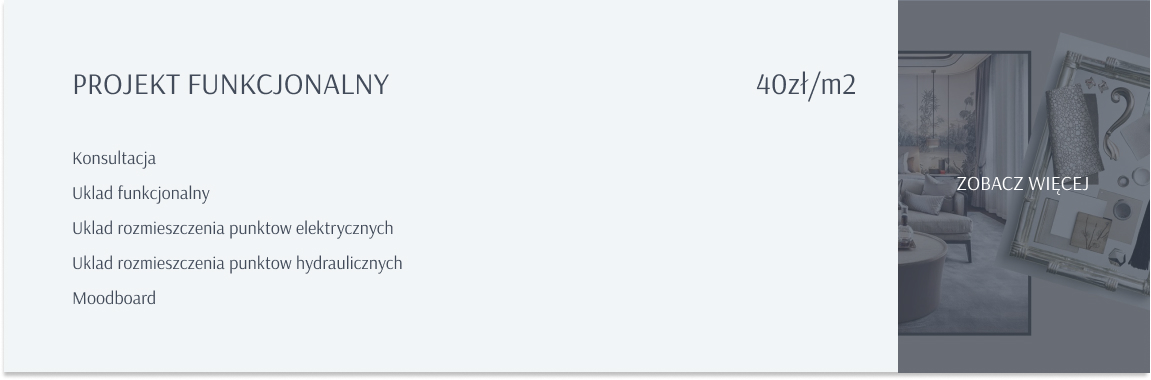 PROJEKT FUNKCJONALNY
40zł/m2
Konsultacja
Uklad funkcjonalny
Uklad rozmieszczenia punktow elektrycznych
Uklad rozmieszczenia punktow hydraulicznych
Moodboard
ZOBACZ WIĘCEJ